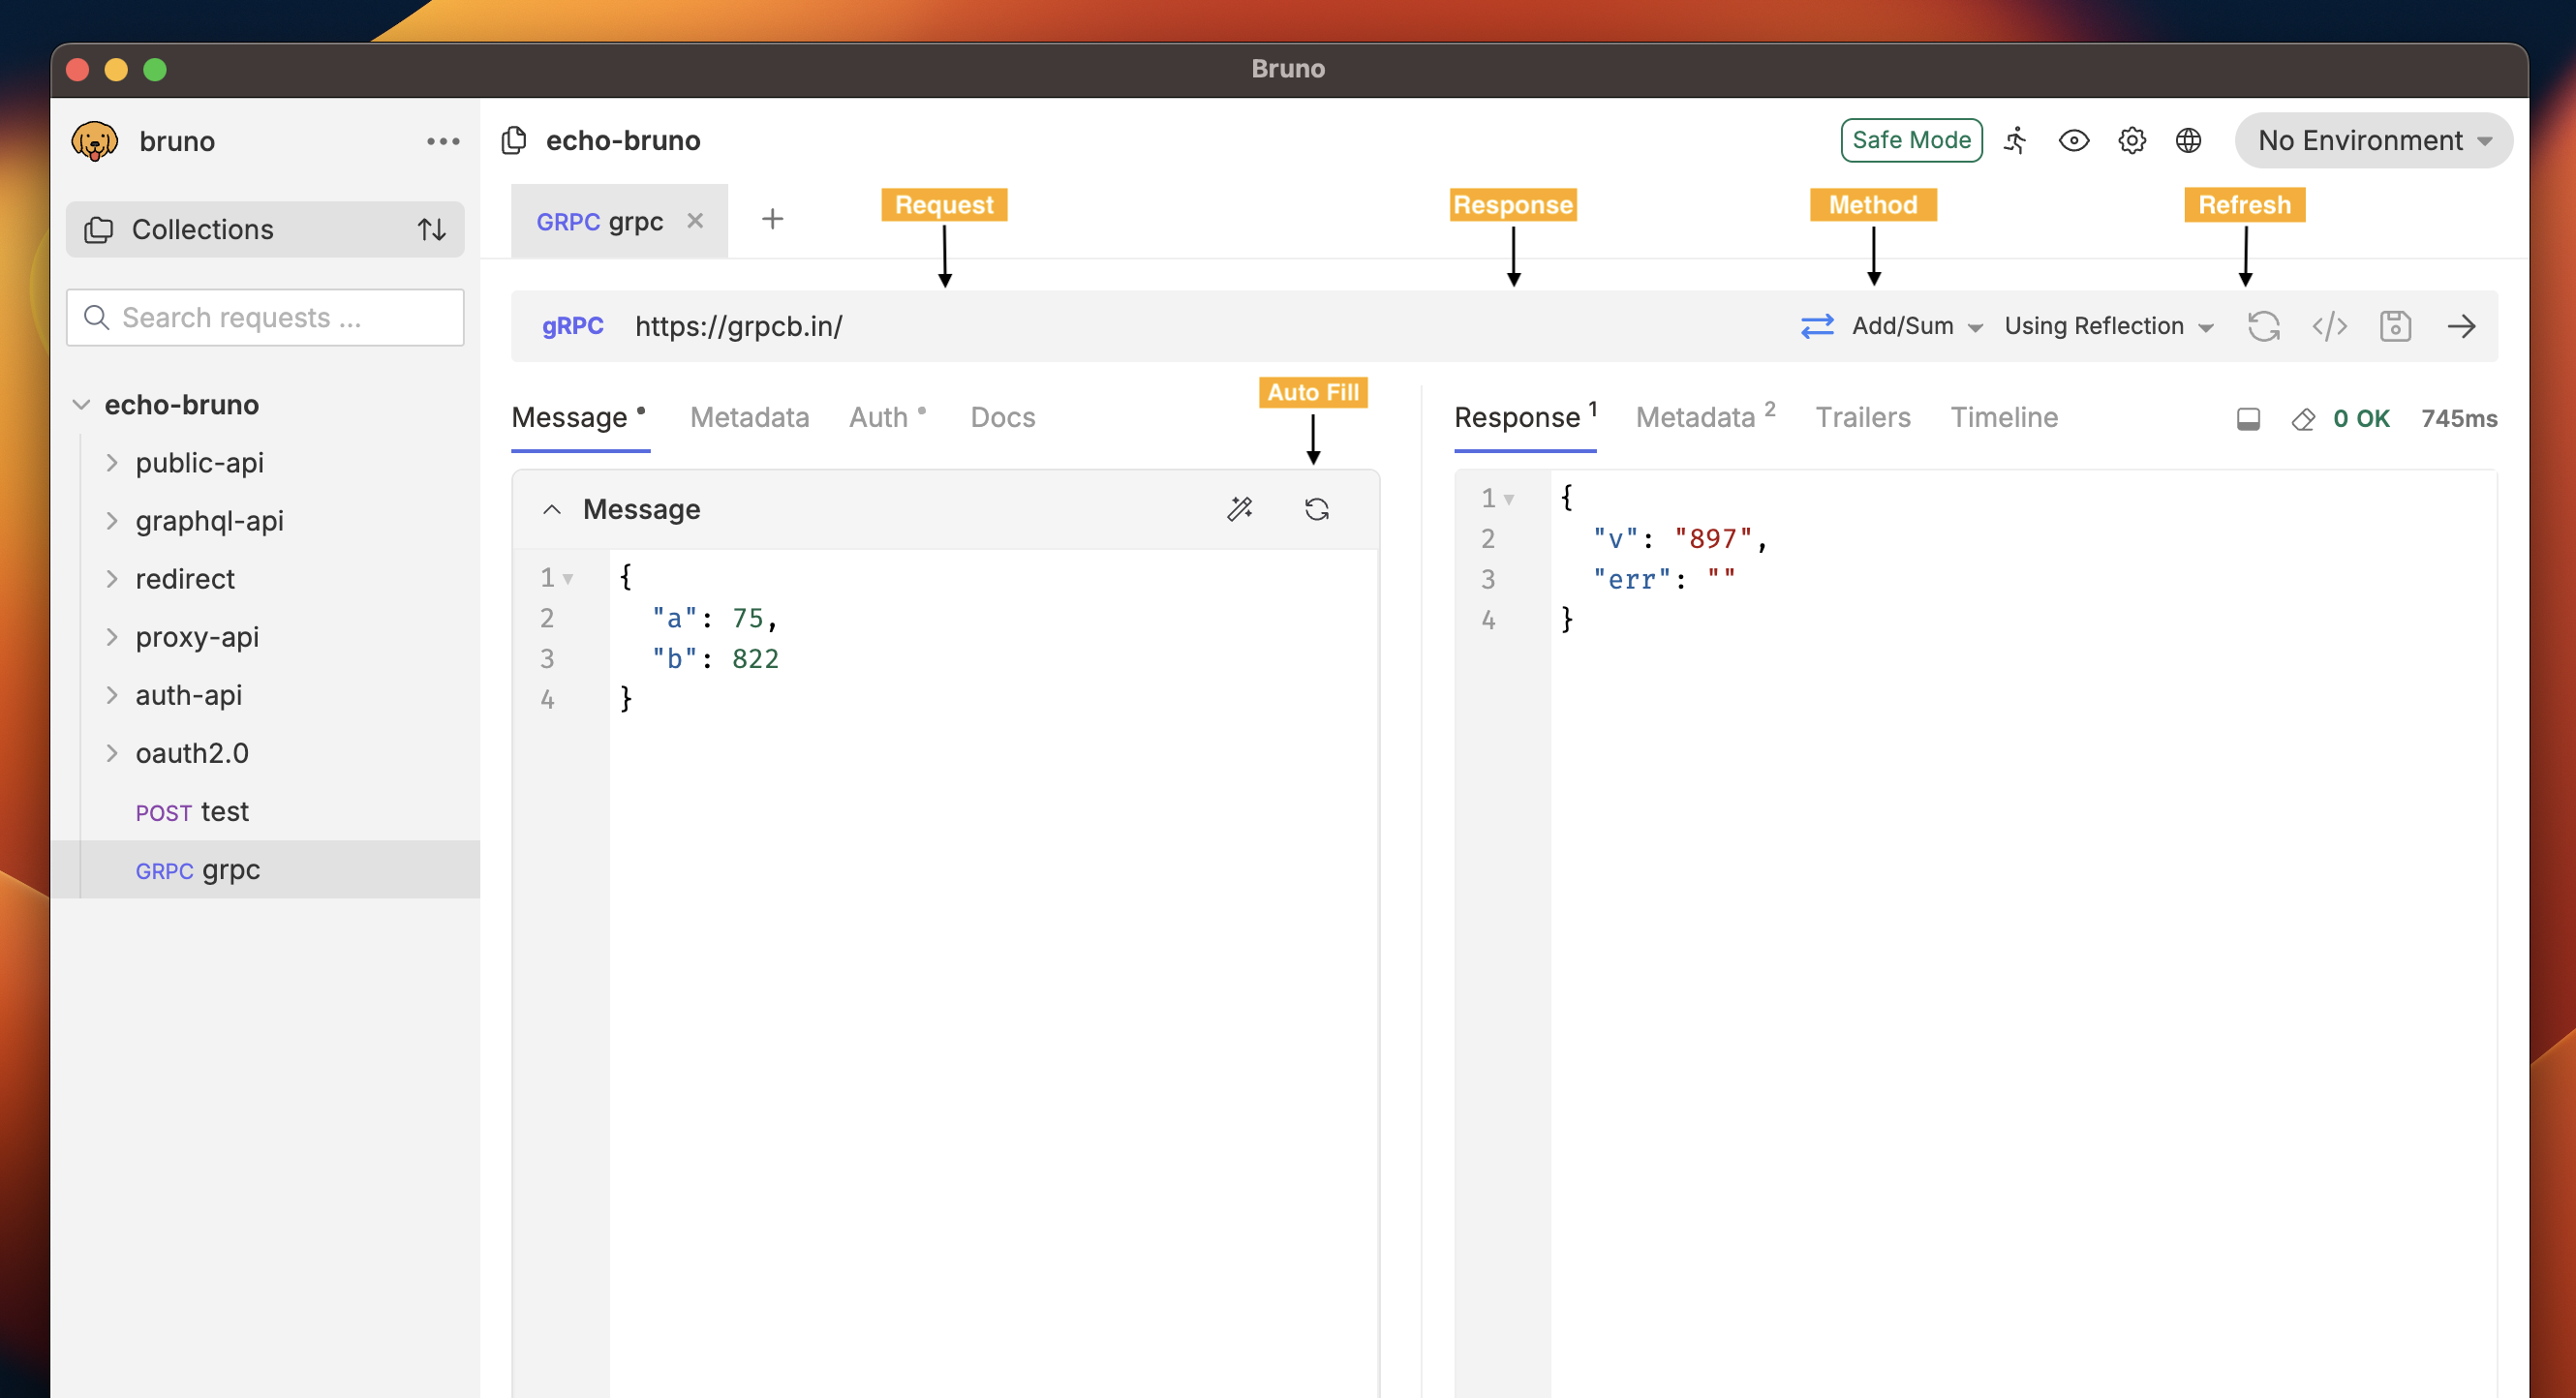 Bruno
bruno
echo-bruno
Safe Mode
No Environment
Collections
GRPC grpc
Request
Response
Method
Refresh
Search requests ...
gRPC https://grpcb.in/
Add/Sum
Using Reflection
echo-bruno
public-api
graphql-api
redirect
proxy-api
auth-api
oauth2.0
POST test
GRPC grpc
Auto Fill
Message
Metadata
Auth
Docs
Message
1 {
2 "a": 75,
3 "b": 822
4 }
Response 1
Metadata 2
Trailers
Timeline
0 OK
745ms
1 {
2 "v": "897",
3 "err": ""
4 }